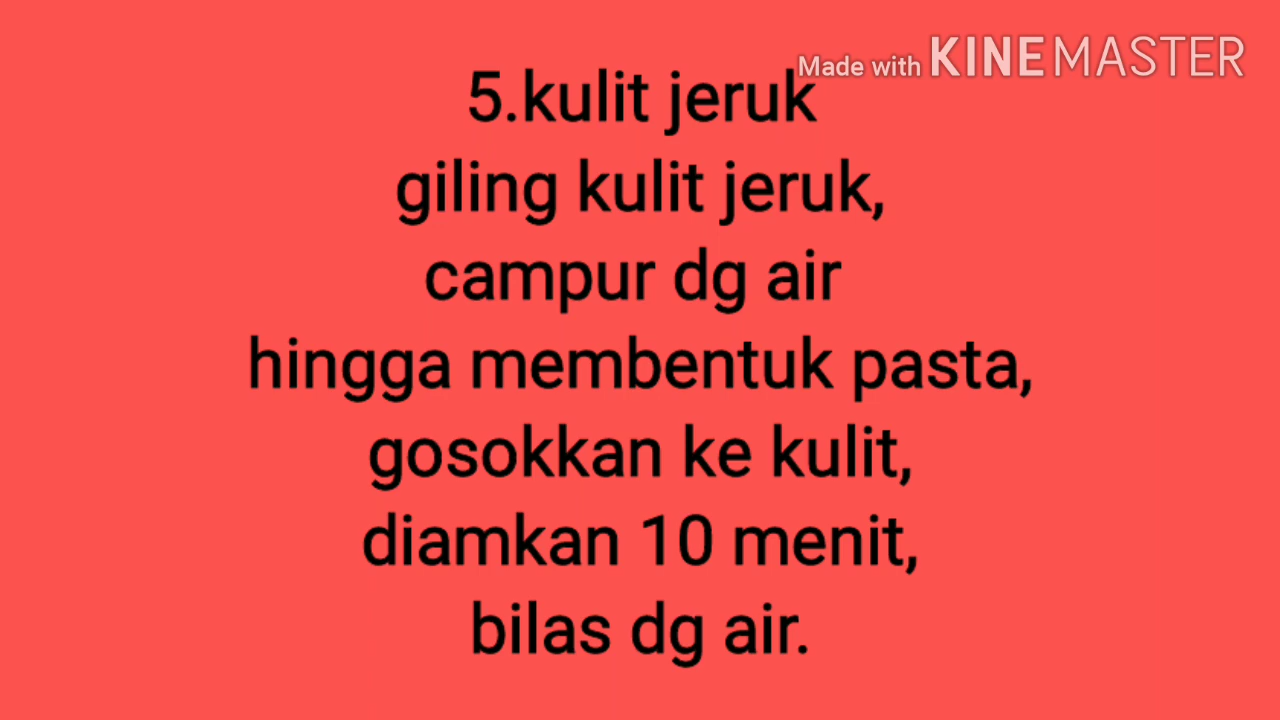 Made with KINEMASTER
5.kulit jeruk
giling kulit jeruk,
campur dg air
hingga membentuk pasta,
gosokkan ke kulit,
diamkan 10 menit,
bilas dg air.